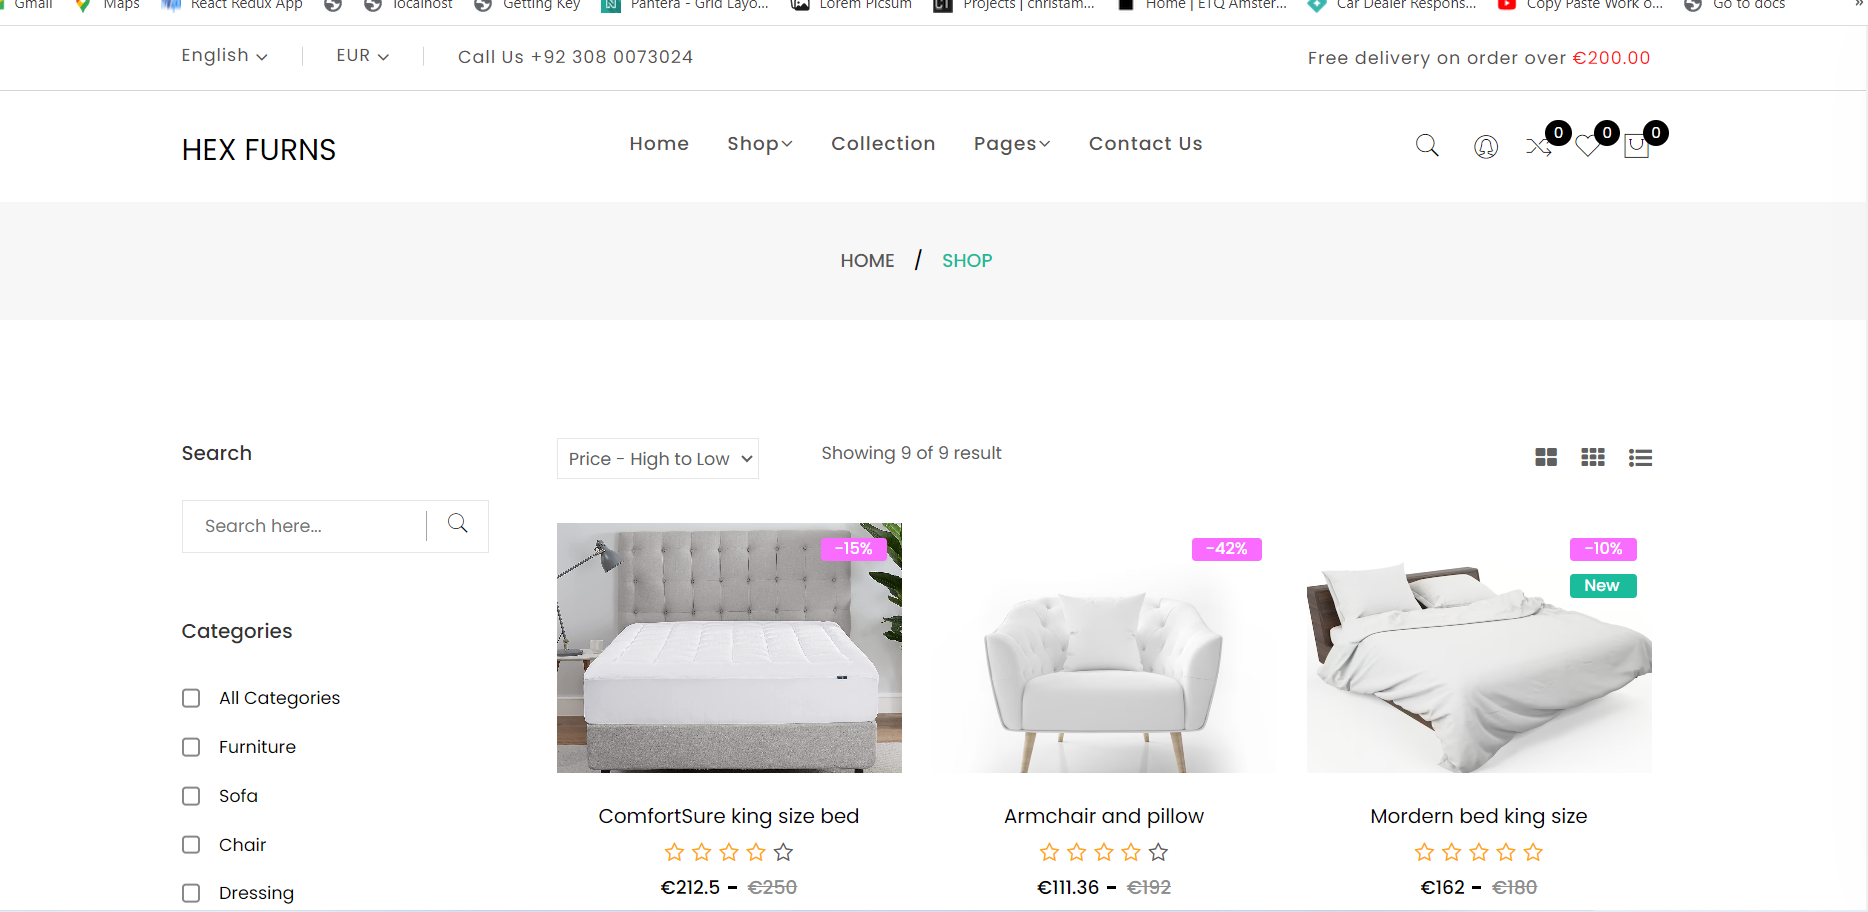 Gmail Maps React Redux App localhost Getting Key Pantera - Grid Layo... Lorem Picsum Projects | christam... Home | ETQ Amster... Car Dealer Respons... Copy Paste Work o... Go to docs »
English EUR Call Us +92 308 0073024 Free delivery on order over €200.00
HEX FURNS Home Shop Collection Pages Contact Us 0 0 0
HOME / SHOP
Search Price - High to Low Showing 9 of 9 result
Search here...
-15% -42% -10%
New
Categories
All Categories
Furniture
Sofa
Chair
Dressing
ComfortSure king size bed Armchair and pillow Mordern bed king size
€212.5 - €250 €111.36 - €192 €162 - €180